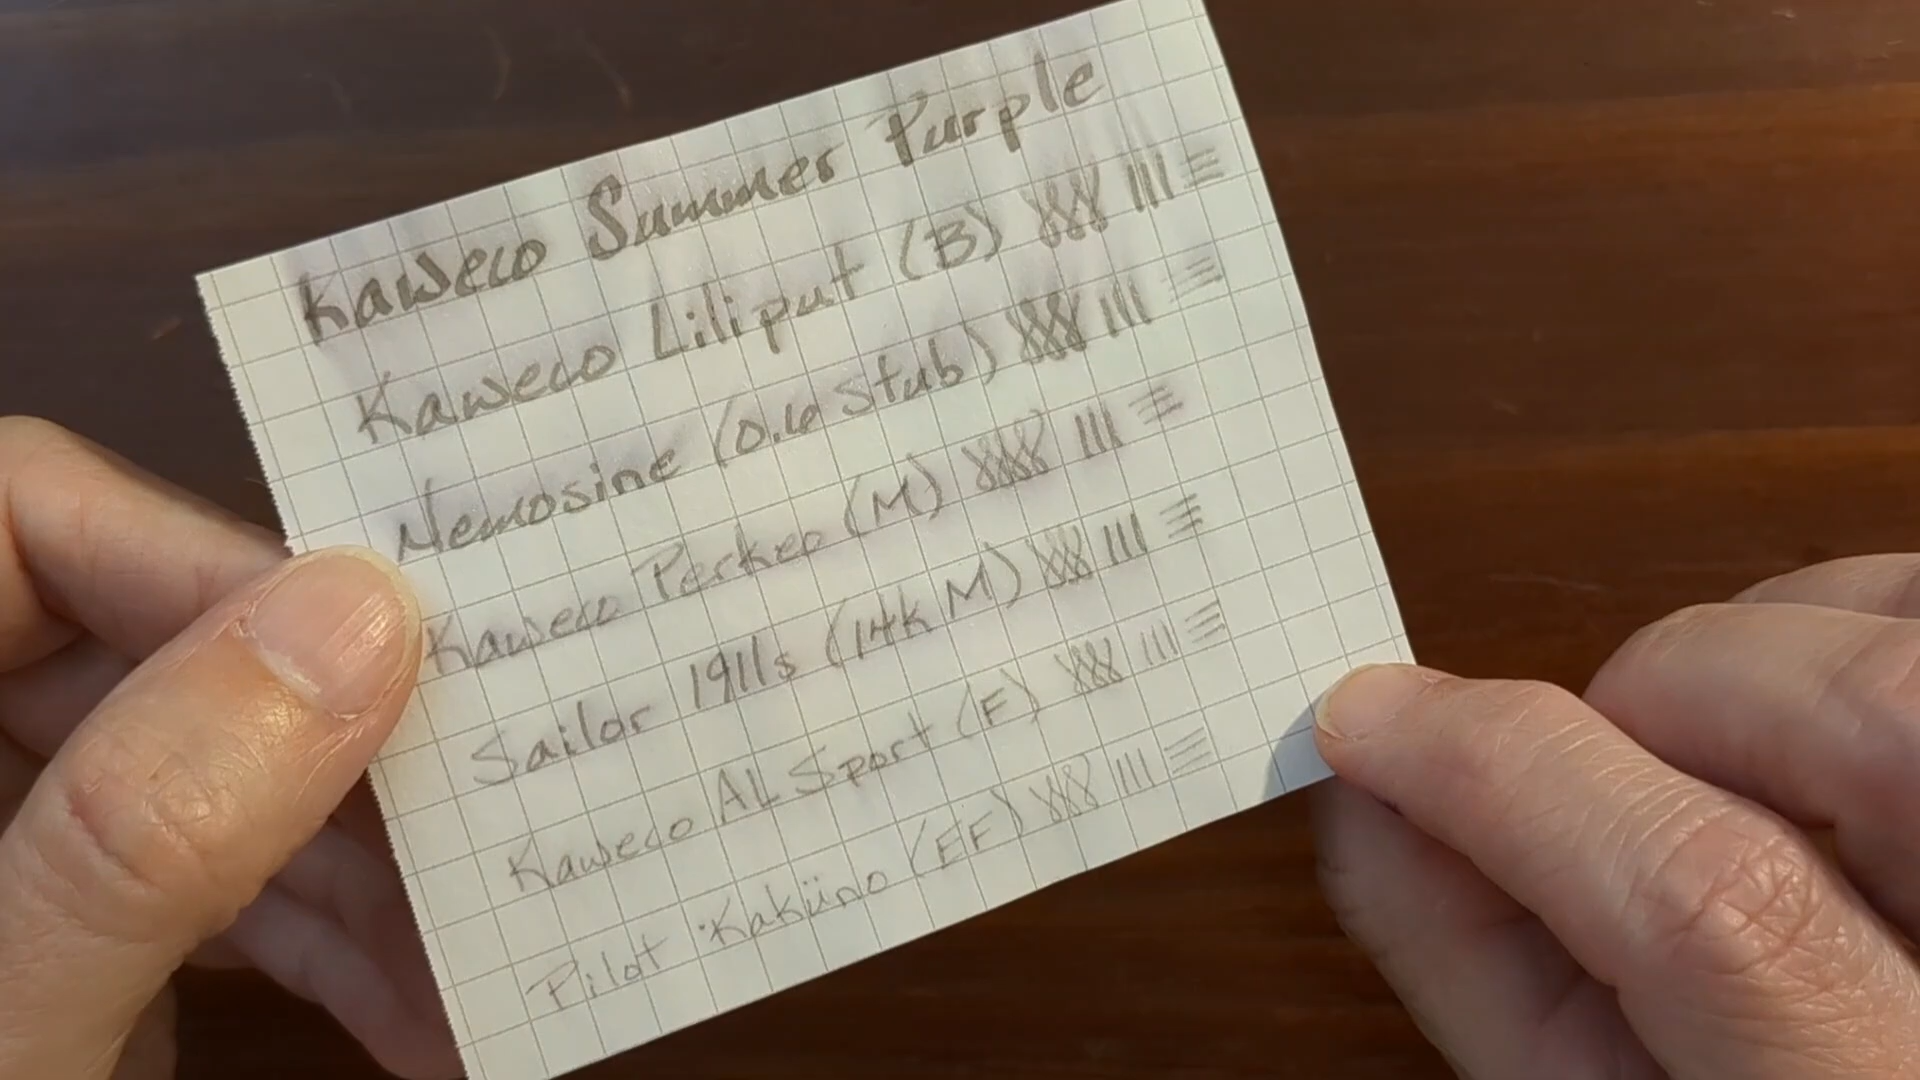 Kaweco Summer Purple
Kaweco Liliput (B)
Nemosine (0.6 Stub)
Kaweco Perkeo (M)
Sailor 1911s (14k M)
Kaweco AL Sport (F)
Pilot Kaküno (EF)